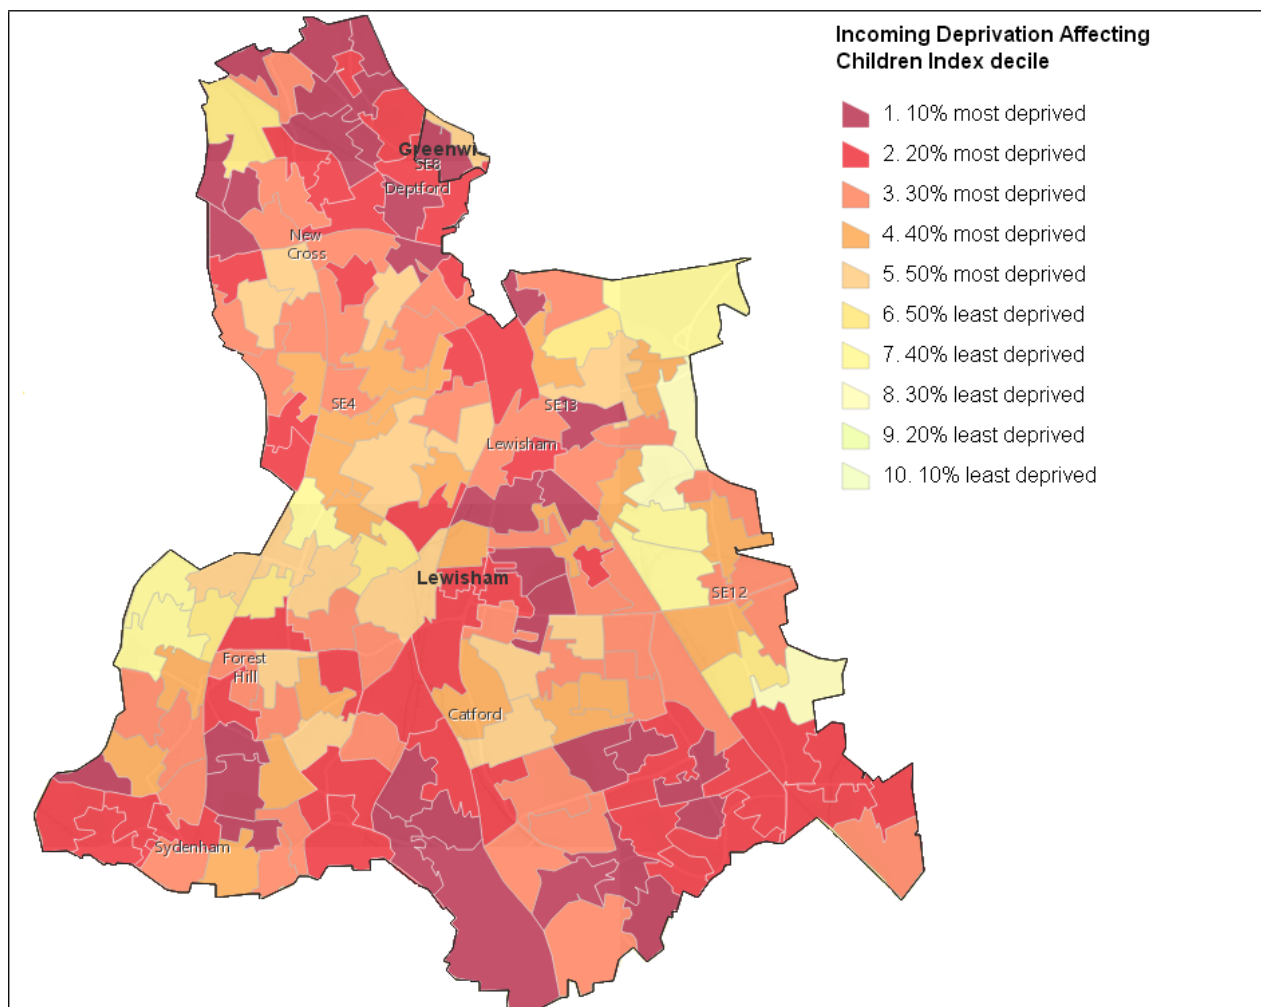 Incoming Deprivation Affecting
Children Index decile
1. 10% most deprived
2. 20% most deprived
3. 30% most deprived
4. 40% most deprived
5. 50% most deprived
6. 50% least deprived
7. 40% least deprived
8. 30% least deprived
9. 20% least deprived
10. 10% least deprived
Greenwi
SE8
Deptford
New
Cross
SE4
SE13
Lewisham
Lewisham
SE12
Forest
Hill
Catford
Sydenham